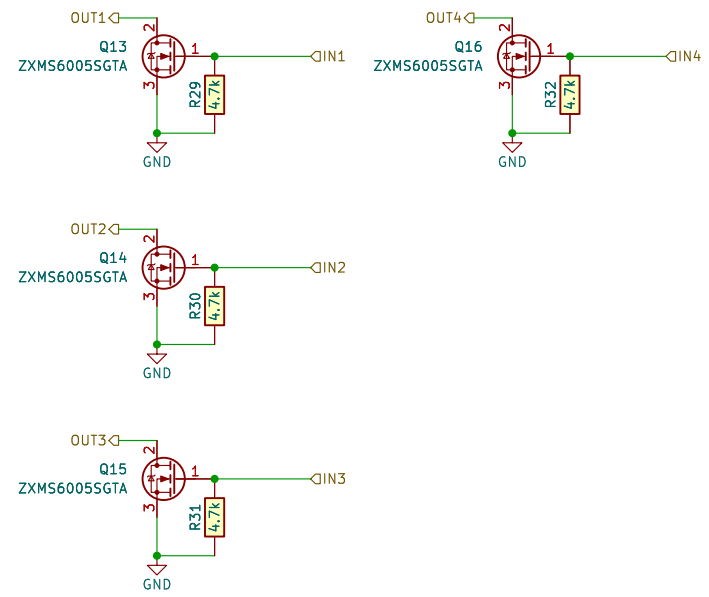 OUT1
2
Q13
ZXMS6005SGTA
1
IN1
3
R29
4.7k
GND
OUT4
2
Q16
ZXMS6005SGTA
1
IN4
3
R32
4.7k
GND
OUT2
2
Q14
ZXMS6005SGTA
1
IN2
3
R30
4.7k
GND
OUT3
2
Q15
ZXMS6005SGTA
1
IN3
3
R31
4.7k
GND